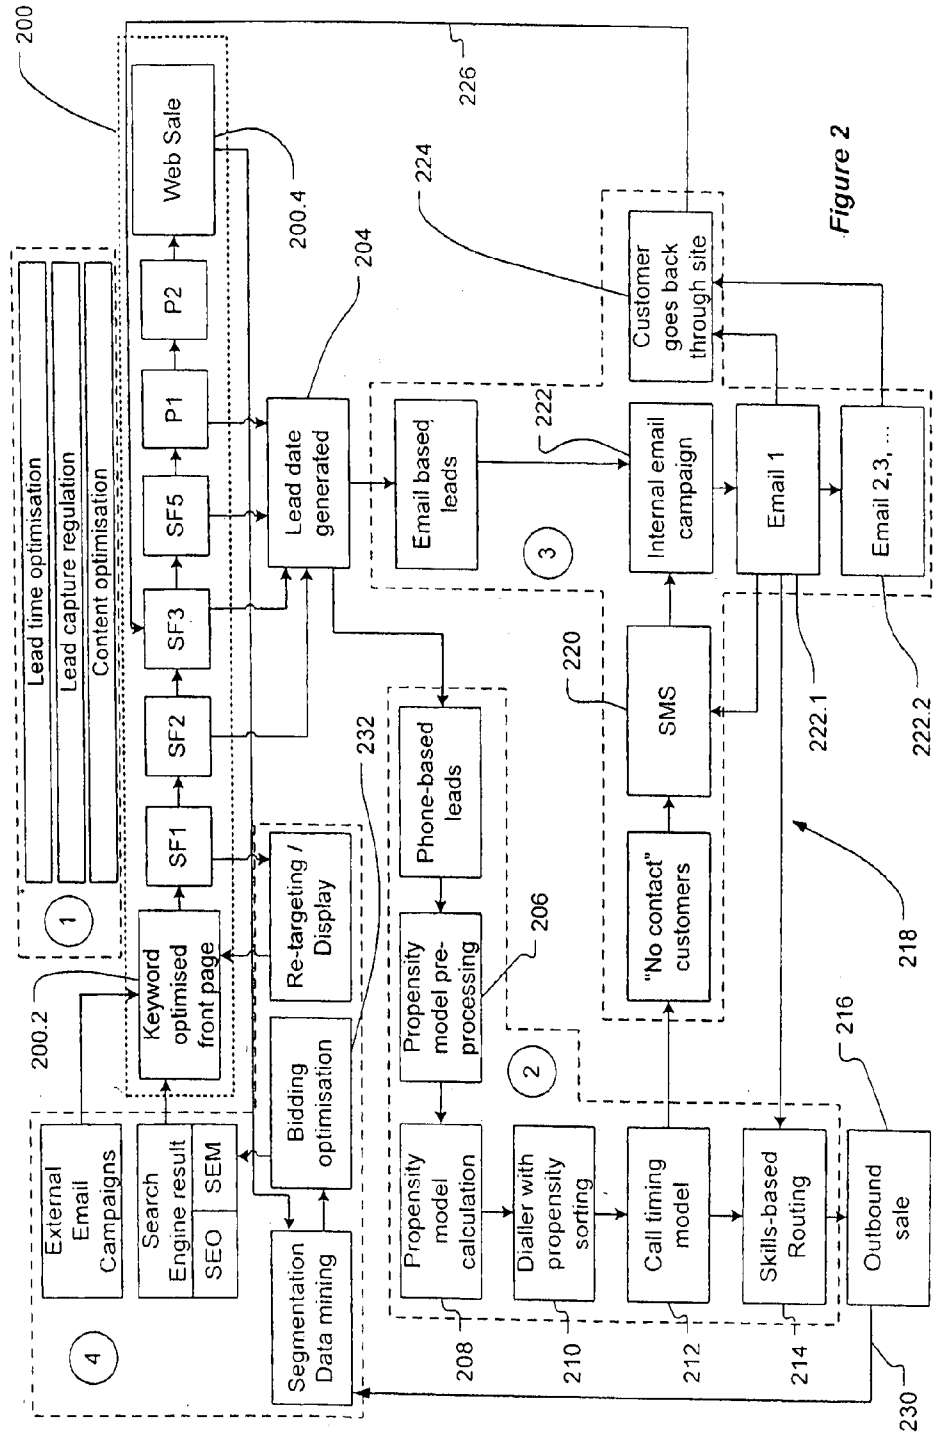 200
1
Lead time optimisation
Lead capture regulation
Content optimisation
200.2
Keyword
optimised
front page
SF1
SF2
SF3
SF5
P1
P2
Web Sale
200.4
4
External
Email
Campaigns
Search
Engine result
SEO
SEM
Segmentation
Data mining
Bidding
optimisation
Re-targeting /
Display
232
Lead date
generated
204
226
2
Propensity
model
calculation
Propensity
model pre-
processing
Phone-based
leads
206
208
Dialler with
propensity
sorting
210
Call timing
model
212
Skills-based
Routing
214
Outbound
sale
216
230
3
Email based
leads
"No contact"
customers
SMS
220
Internal email
campaign
222
Email 1
222.1
Email 2,3, ...
222.2
218
Customer
goes back
through site
224
Figure 2